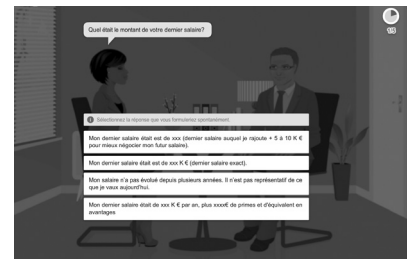 Quel était le montant de votre dernier salaire?
Sélectionnez la réponse que vous formuleriez spontanément.
Mon dernier salaire était est de xxx (dernier salaire auquel je rajoute + 5 à 10 K €
pour mieux négocier mon futur salaire).
Mon dernier salaire était est de xxx K € (dernier salaire exact).
Mon salaire n'a pas évolué depuis plusieurs années. Il n'est pas représentatif de ce
que je vaux aujourd'hui.
Mon dernier salaire était de xxx K € par an, plus xxxx€ de primes et d'équivalent en
avantages